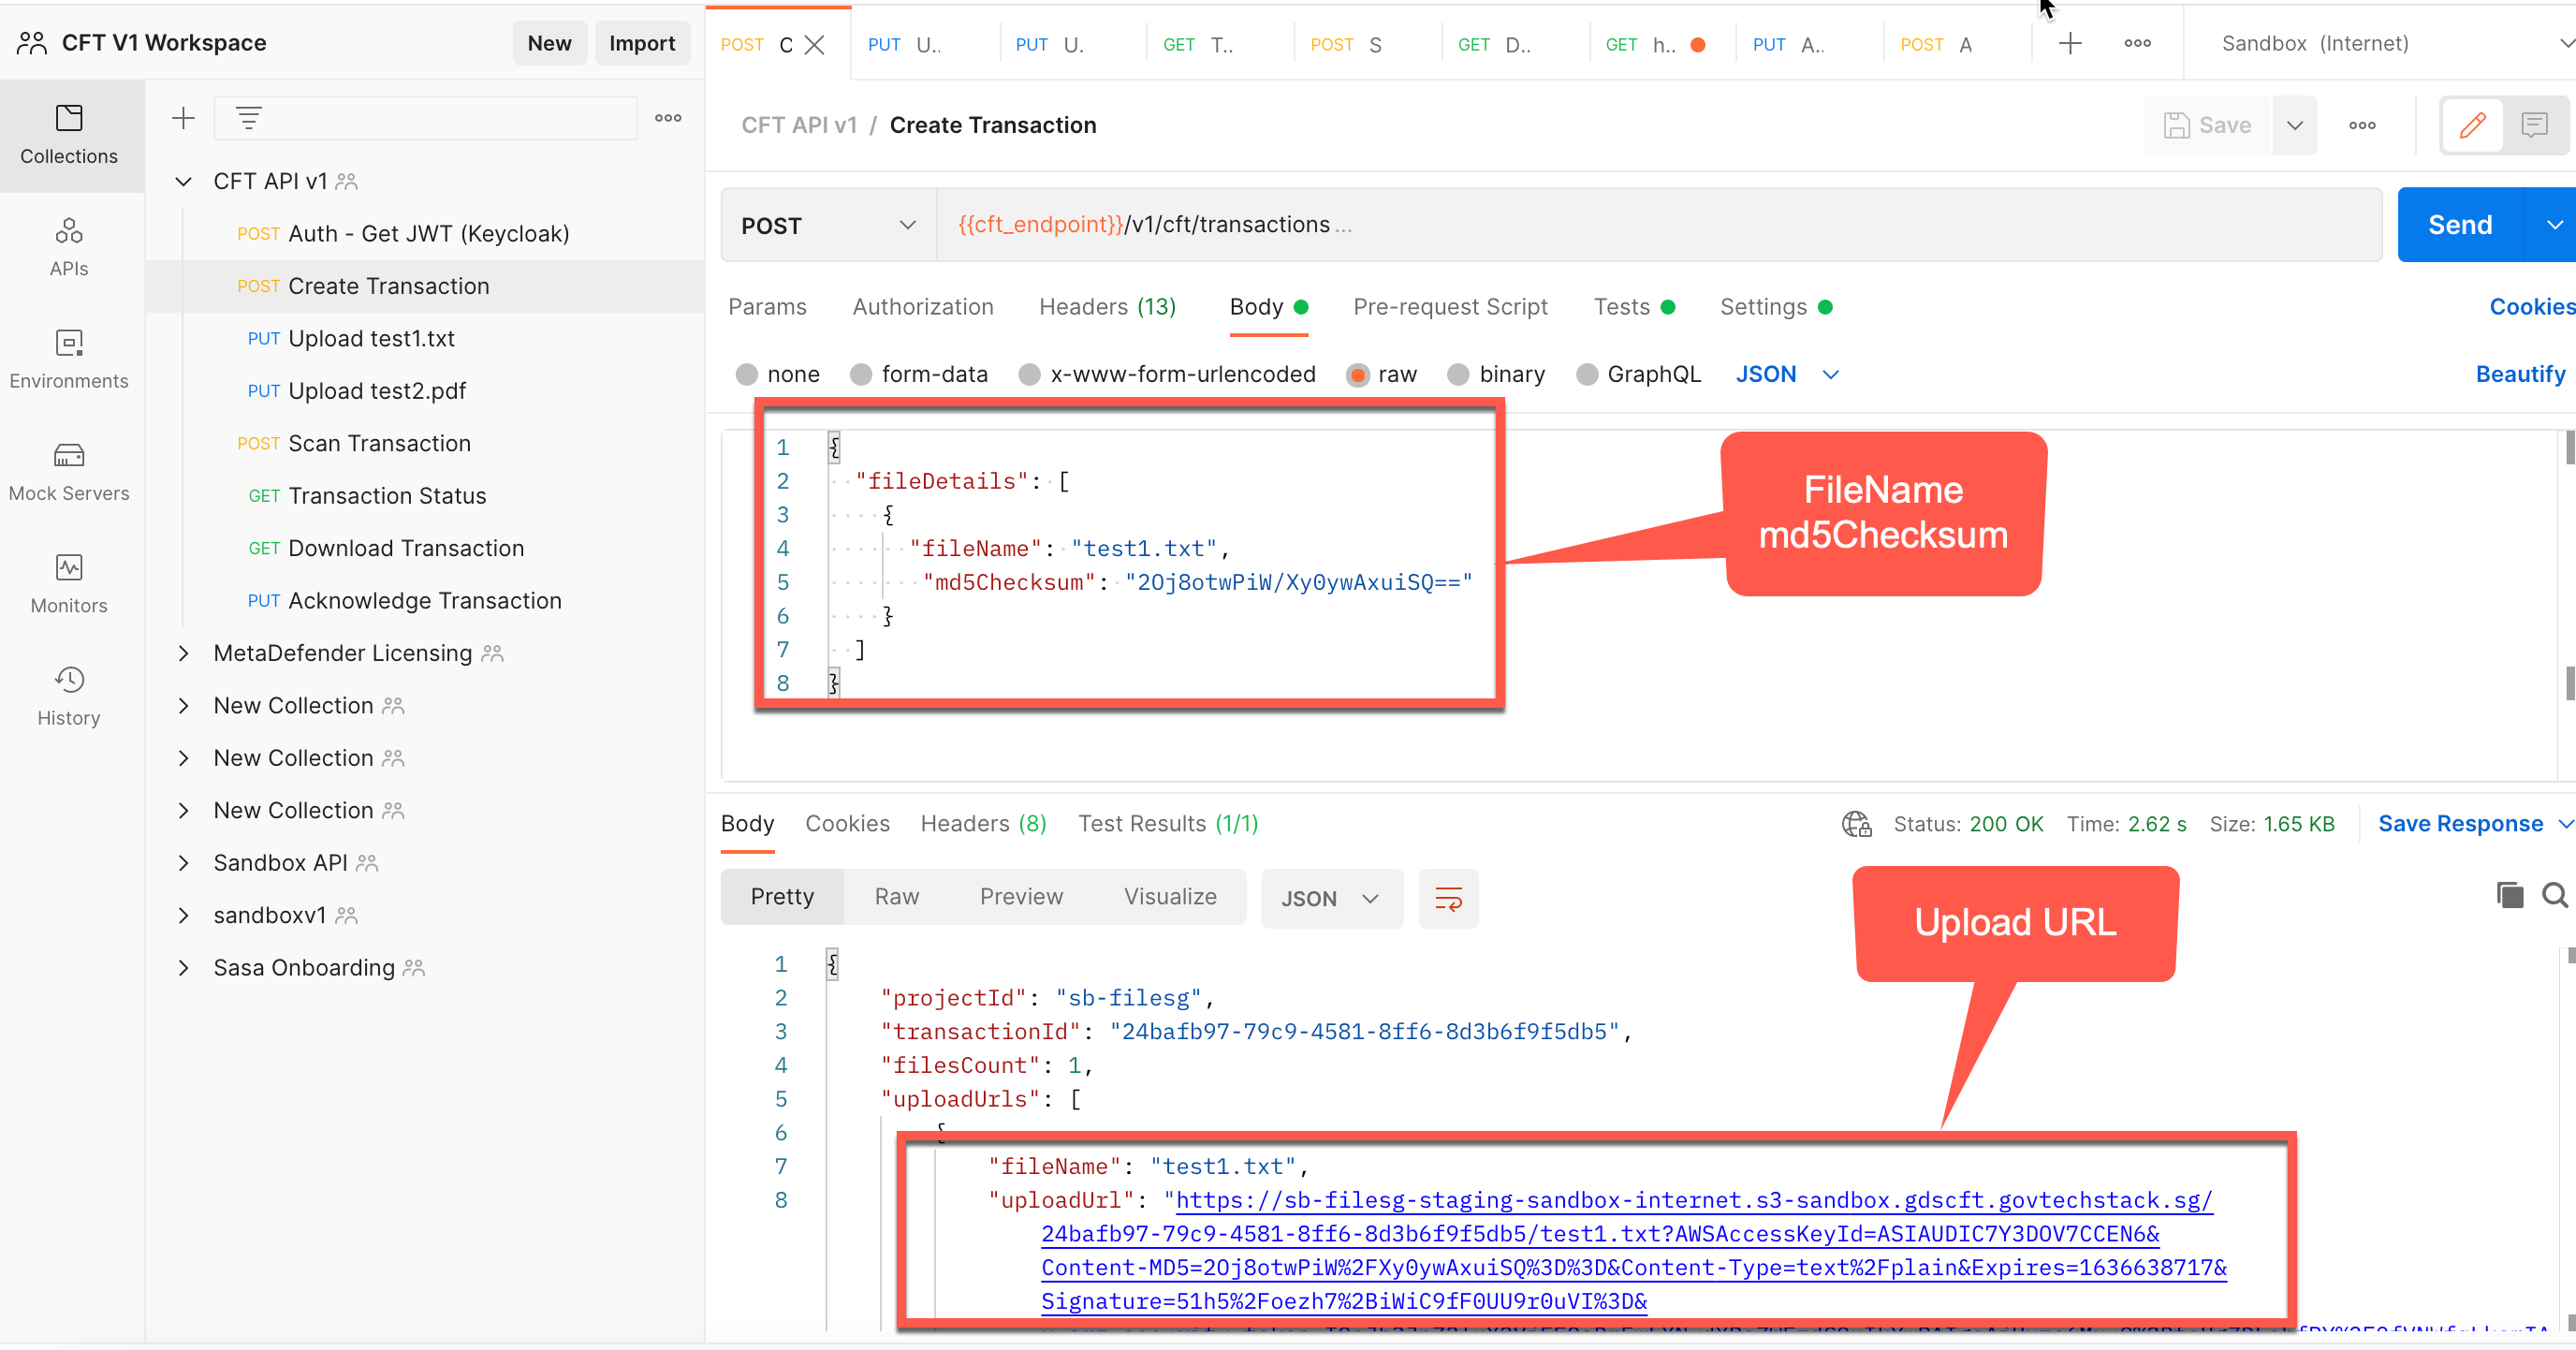 CFT V1 Workspace
New
Import
POST C
PUT U..
PUT U.
GET T..
POST S
GET D..
GET h..
PUT A..
POST A
Sandbox (Internet)
Collections
APIs
Environments
Mock Servers
Monitors
History
CFT API v1
POST Auth - Get JWT (Keycloak)
POST Create Transaction
PUT Upload test1.txt
PUT Upload test2.pdf
POST Scan Transaction
GET Transaction Status
GET Download Transaction
PUT Acknowledge Transaction
MetaDefender Licensing
New Collection
New Collection
New Collection
Sandbox API
sandboxv1
Sasa Onboarding
CFT API v1 / Create Transaction
Save
POST
{{cft_endpoint}}/v1/cft/transactions ...
Send
Params Authorization Headers (13) Body Pre-request Script Tests Settings Cookies
none form-data x-www-form-urlencoded raw binary GraphQL JSON Beautify
1 {
2 "fileDetails": [
3 {
4 "fileName": "test1.txt",
5 "md5Checksum": "2Oj8otwPiW/Xy0ywAxuiSQ=="
6 }
7 ]
8 }
FileName
md5Checksum
Body Cookies Headers (8) Test Results (1/1) Status: 200 OK Time: 2.62 s Size: 1.65 KB Save Response
Pretty Raw Preview Visualize JSON
Upload URL
1 {
2 "projectId": "sb-filesg",
3 "transactionId": "24bafb97-79c9-4581-8ff6-8d3b6f9f5db5",
4 "filesCount": 1,
5 "uploadUrls": [
6 {
7 "fileName": "test1.txt",
8 "uploadUrl": "https://sb-filesg-staging-sandbox-internet.s3-sandbox.gdscft.govtechstack.sg/
24bafb97-79c9-4581-8ff6-8d3b6f9f5db5/test1.txt?AWSAccessKeyId=ASIAUDIC7Y3DOV7CCEN6&
Content-MD5=2Oj8otwPiW%2FXy0ywAxuiSQ%3D%3D&Content-Type=text%2Fplain&Expires=1636638717&
Signature=51h5%2Foezh7%2BiWiC9fF0UU9r0uVI%3D&